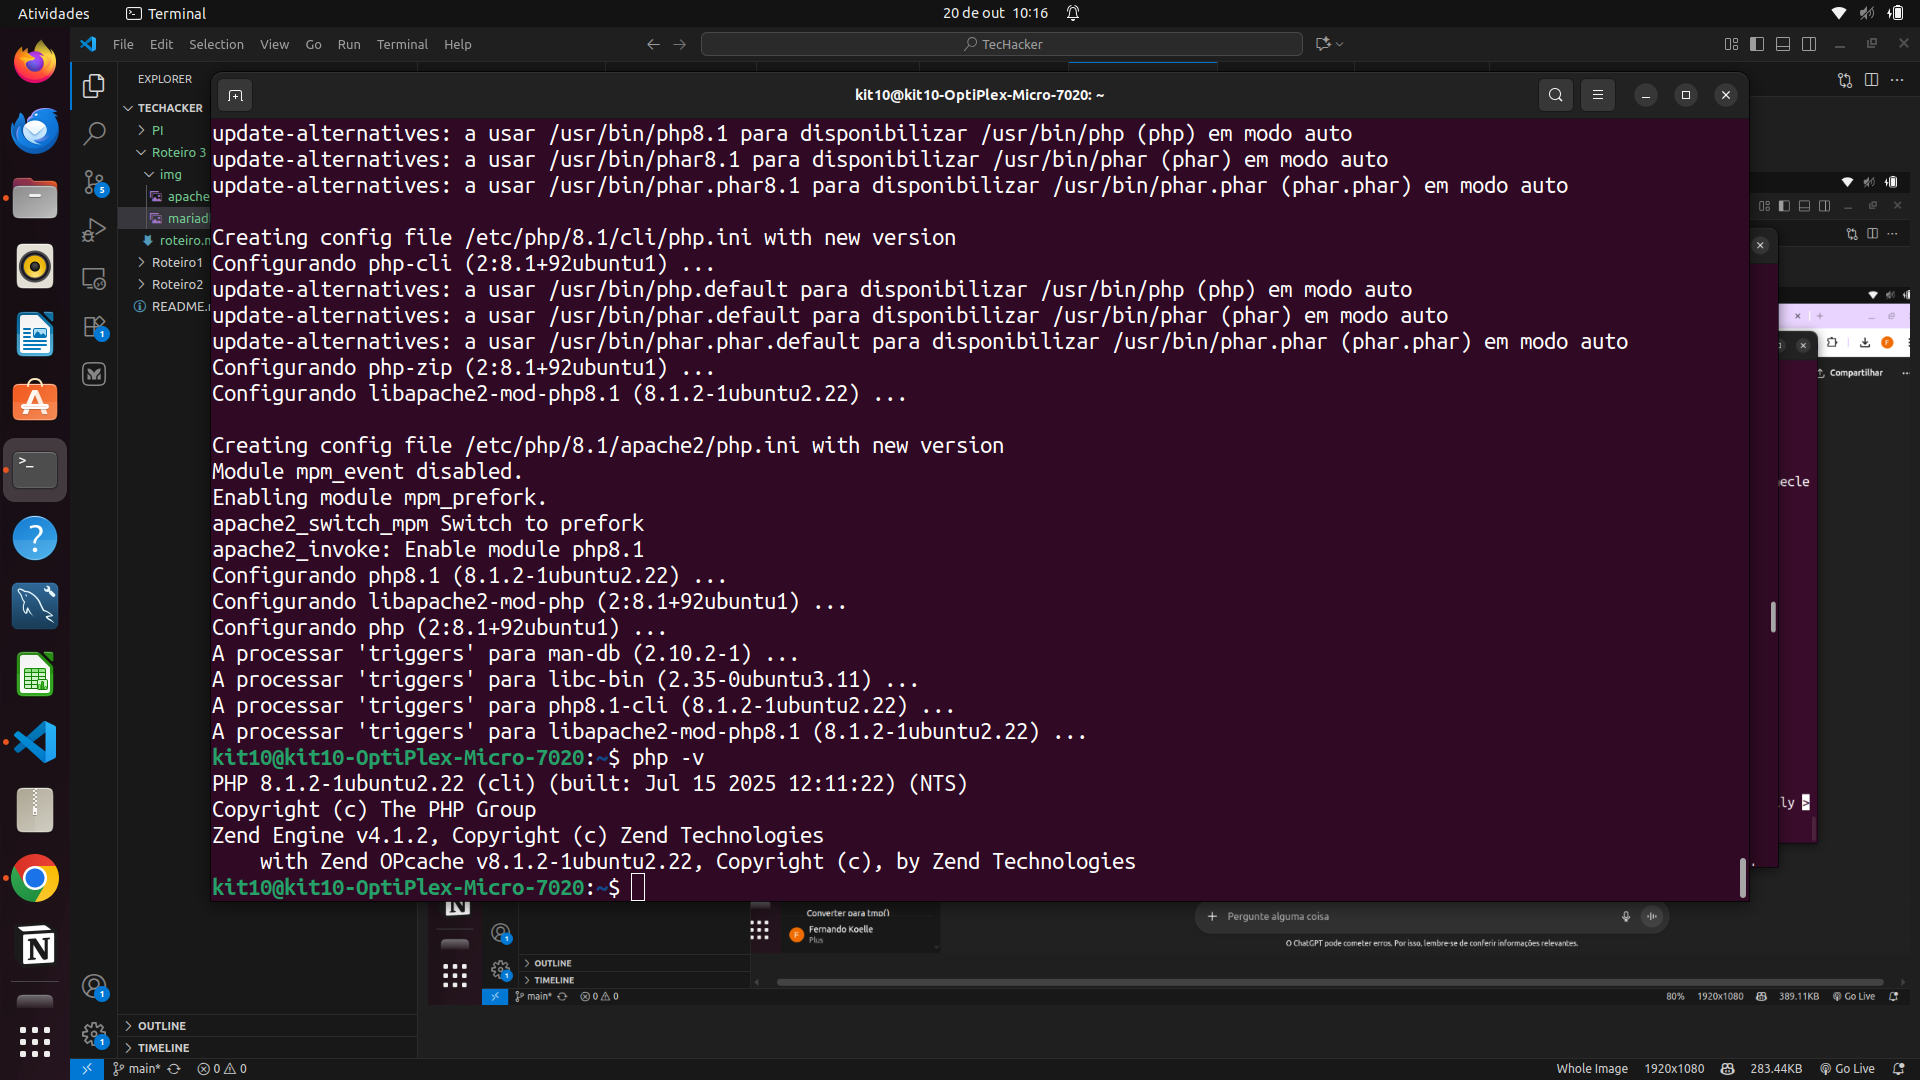 Atividades
Terminal
20 de out 10:16
File Edit Selection View Go Run Terminal Help
TecHacker
EXPLORER
TECHACKER
PI
Roteiro 3
img
apache
mariad
roteiro.m
Roteiro1
Roteiro2
README.
OUTLINE
TIMELINE
kit10@kit10-OptiPlex-Micro-7020: ~
update-alternatives: a usar /usr/bin/php8.1 para disponibilizar /usr/bin/php (php) em modo auto
update-alternatives: a usar /usr/bin/phar8.1 para disponibilizar /usr/bin/phar (phar) em modo auto
update-alternatives: a usar /usr/bin/phar.phar8.1 para disponibilizar /usr/bin/phar.phar (phar.phar) em modo auto
Creating config file /etc/php/8.1/cli/php.ini with new version
Configurando php-cli (2:8.1+92ubuntu1) ...
update-alternatives: a usar /usr/bin/php.default para disponibilizar /usr/bin/php (php) em modo auto
update-alternatives: a usar /usr/bin/phar.default para disponibilizar /usr/bin/phar (phar) em modo auto
update-alternatives: a usar /usr/bin/phar.phar.default para disponibilizar /usr/bin/phar.phar (phar.phar) em modo auto
Configurando php-zip (2:8.1+92ubuntu1) ...
Configurando libapache2-mod-php8.1 (8.1.2-1ubuntu2.22) ...
Creating config file /etc/php/8.1/apache2/php.ini with new version
Module mpm_event disabled.
Enabling module mpm_prefork.
apache2_switch_mpm Switch to prefork
apache2_invoke: Enable module php8.1
Configurando php8.1 (8.1.2-1ubuntu2.22) ...
Configurando libapache2-mod-php (2:8.1+92ubuntu1) ...
Configurando php (2:8.1+92ubuntu1) ...
A processar 'triggers' para man-db (2.10.2-1) ...
A processar 'triggers' para libc-bin (2.35-0ubuntu3.11) ...
A processar 'triggers' para php8.1-cli (8.1.2-1ubuntu2.22) ...
A processar 'triggers' para libapache2-mod-php8.1 (8.1.2-1ubuntu2.22) ...
kit10@kit10-OptiPlex-Micro-7020:~$ php -v
PHP 8.1.2-1ubuntu2.22 (cli) (built: Jul 15 2025 12:11:22) (NTS)
Copyright (c) The PHP Group
Zend Engine v4.1.2, Copyright (c) Zend Technologies
    with Zend OPcache v8.1.2-1ubuntu2.22, Copyright (c), by Zend Technologies
kit10@kit10-OptiPlex-Micro-7020:~$
Compartilhar
ecle
ly >
Converter para tmp()
Fernando Koelle
Plus
Pergunte alguma coisa
O ChatGPT pode cometer erros. Por isso, lembre-se de conferir informações relevantes.
OUTLINE
TIMELINE
main* 0 0 80% 1920x1080 389.11KB Go Live
main* 0 0 Whole Image 1920x1080 283.44KB Go Live